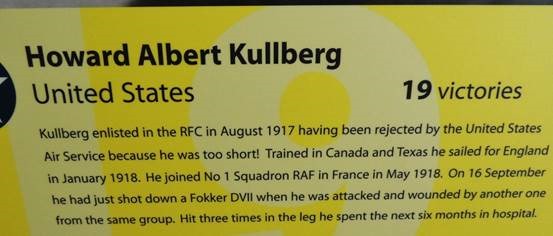 Howard Albert Kullberg
United States 19 victories
Kullberg enlisted in the RFC in August 1917 having been rejected by the United States
Air Service because he was too short! Trained in Canada and Texas he sailed for England
in January 1918. He joined No 1 Squadron RAF in France in May 1918. On 16 September
he had just shot down a Fokker DVII when he was attacked and wounded by another one
from the same group. Hit three times in the leg he spent the next six months in hospital.